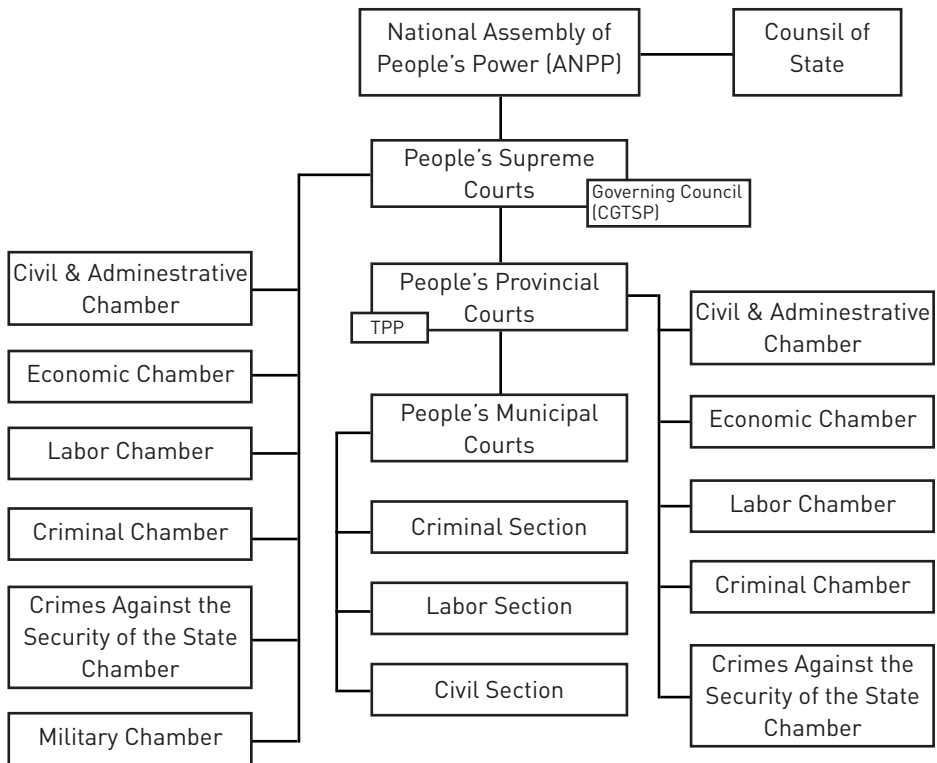 National Assembly of
People's Power (ANPP)
Counsil of
State
People's Supreme
Courts
Governing Council
(CGTSP)
Civil & Adminestrative
Chamber
Economic Chamber
Labor Chamber
Criminal Chamber
Crimes Against the
Security of the State
Chamber
Military Chamber
People's Provincial
Courts
TPP
People's Municipal
Courts
Criminal Section
Labor Section
Civil Section
Civil & Adminestrative
Chamber
Economic Chamber
Labor Chamber
Criminal Chamber
Crimes Against the
Security of the State
Chamber